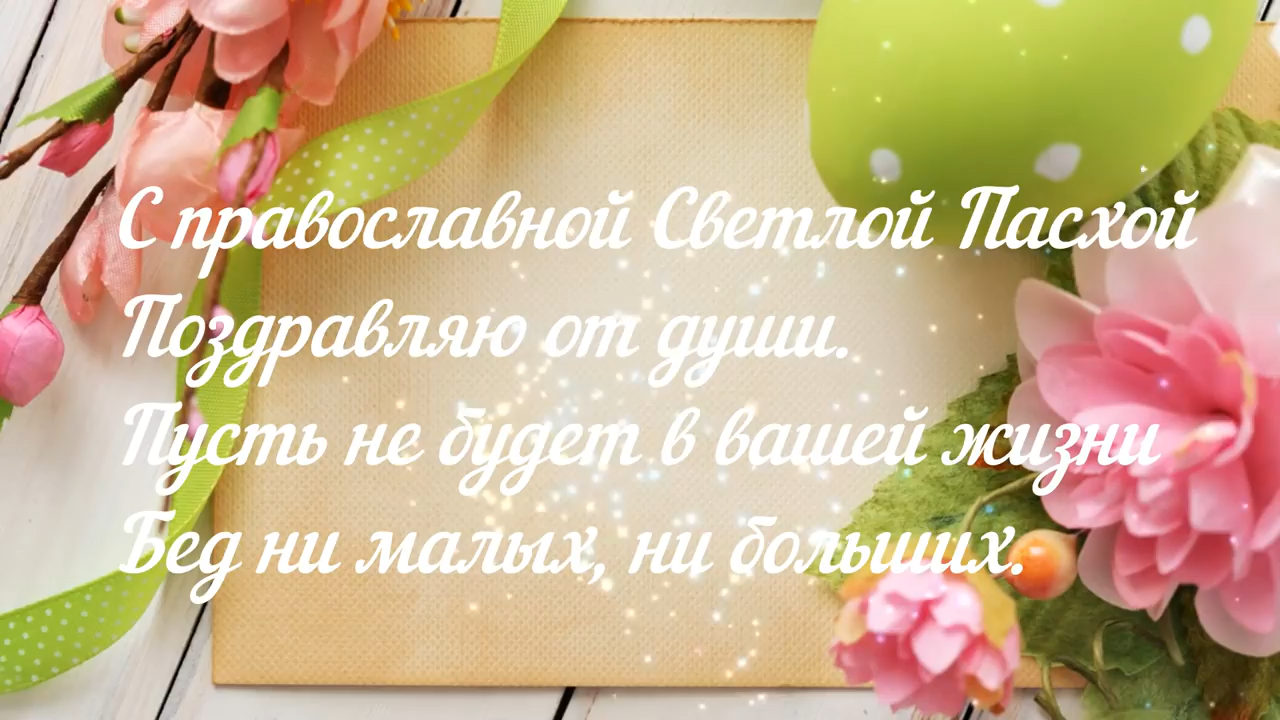 С православной Светлой Пасхой
Поздравляю от души.
Пусть не будет в вашей жизни
Бед ни малых, ни больших.